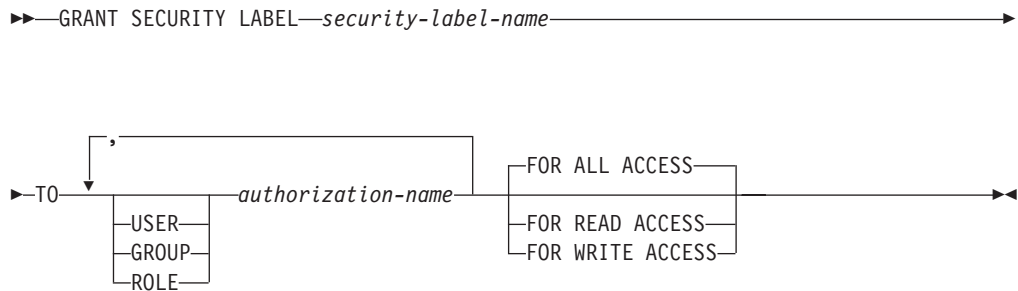 GRANT SECURITY LABEL security-label-name
,
TO USER GROUP ROLE authorization-name FOR ALL ACCESS
FOR READ ACCESS
FOR WRITE ACCESS